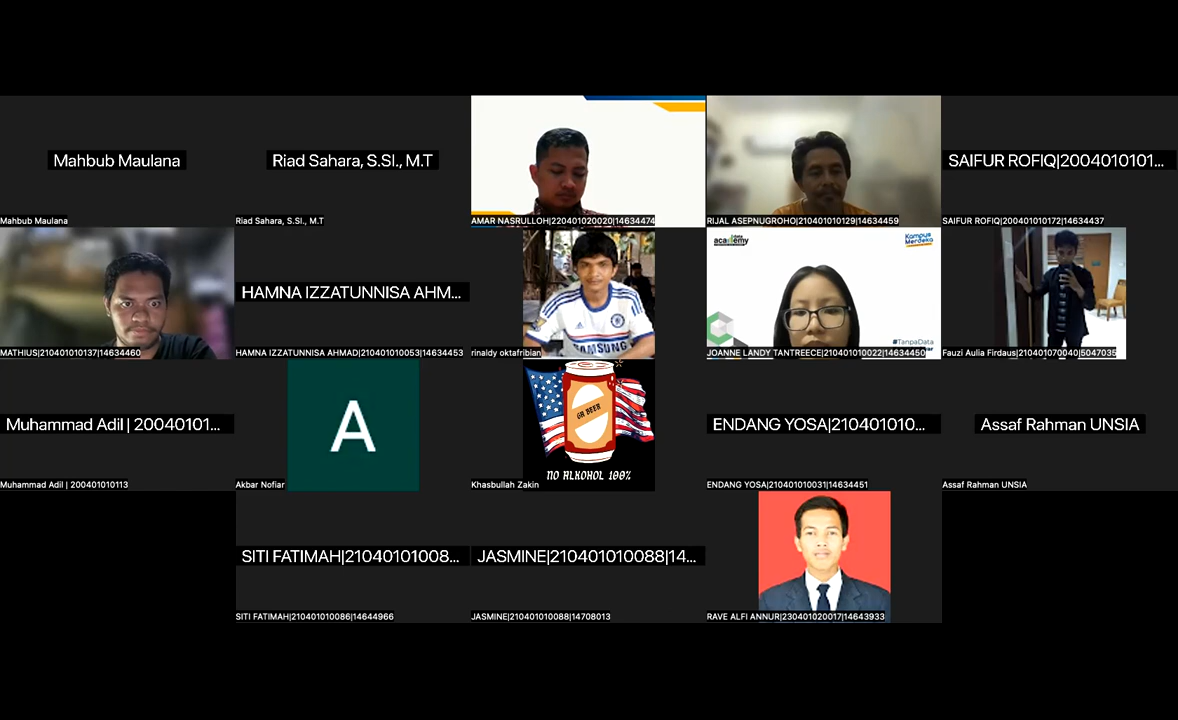 Mahbub Maulana
Mahbub Maulana
Riad Sahara, S.SI., M.T
Riad Sahara, S.SI., M.T
AMAR NASRULLOH|220401020020|14634474
RIJAL ASEPNUGROHO|210401010129|14634459
SAIFUR ROFIQ|2004010101...
SAIFUR ROFIQ|200401010172|14634437
MATHIUS|210401010137|14634460
HAMNA IZZATUNNISA AHM...
HAMNA IZZATUNNISA AHMAD|210401010053|14634453
SAMSUNG
rinaldy oktafribian
academy
Kampus
Merdeka
#TanpaData
JOANNE LANDY TANTREECE|210401010022|14634450
Fauzi Aulia Firdaus|210401070040|5047035
Muhammad Adil | 20040101...
Muhammad Adil | 200401010113
A
Akbar Nofiar
GR BEER
NO ALKOHOL 100%
Khasbullah Zakin
ENDANG YOSA|210401010...
ENDANG YOSA|210401010031|14634451
Assaf Rahman UNSIA
Assaf Rahman UNSIA
SITI FATIMAH|21040101008...
SITI FATIMAH|210401010086|14644966
JASMINE|210401010088|14...
JASMINE|210401010088|14708013
RAVE ALFI ANNUR|230401020017|14643933